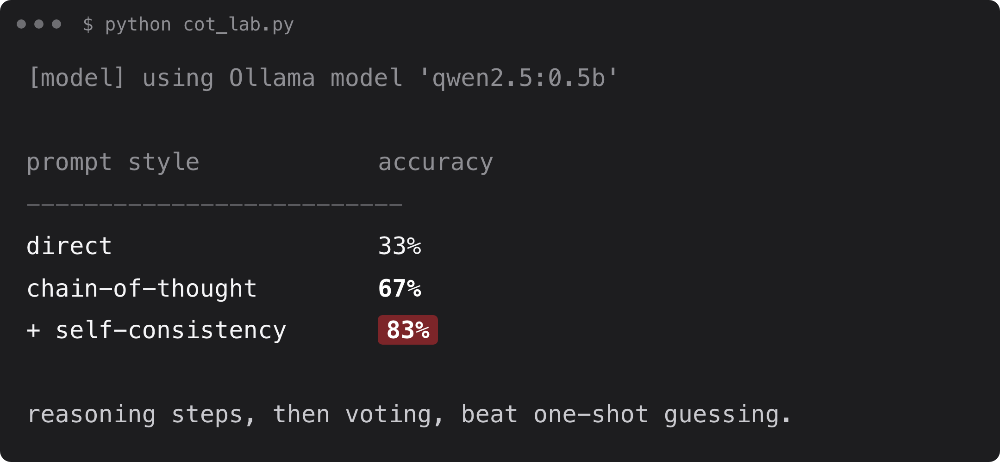 $ python cot_lab.py
[model] using Ollama model 'qwen2.5:0.5b'
prompt style accuracy
--------------------------
direct 33%
chain-of-thought 67%
+ self-consistency 83%
reasoning steps, then voting, beat one-shot guessing.